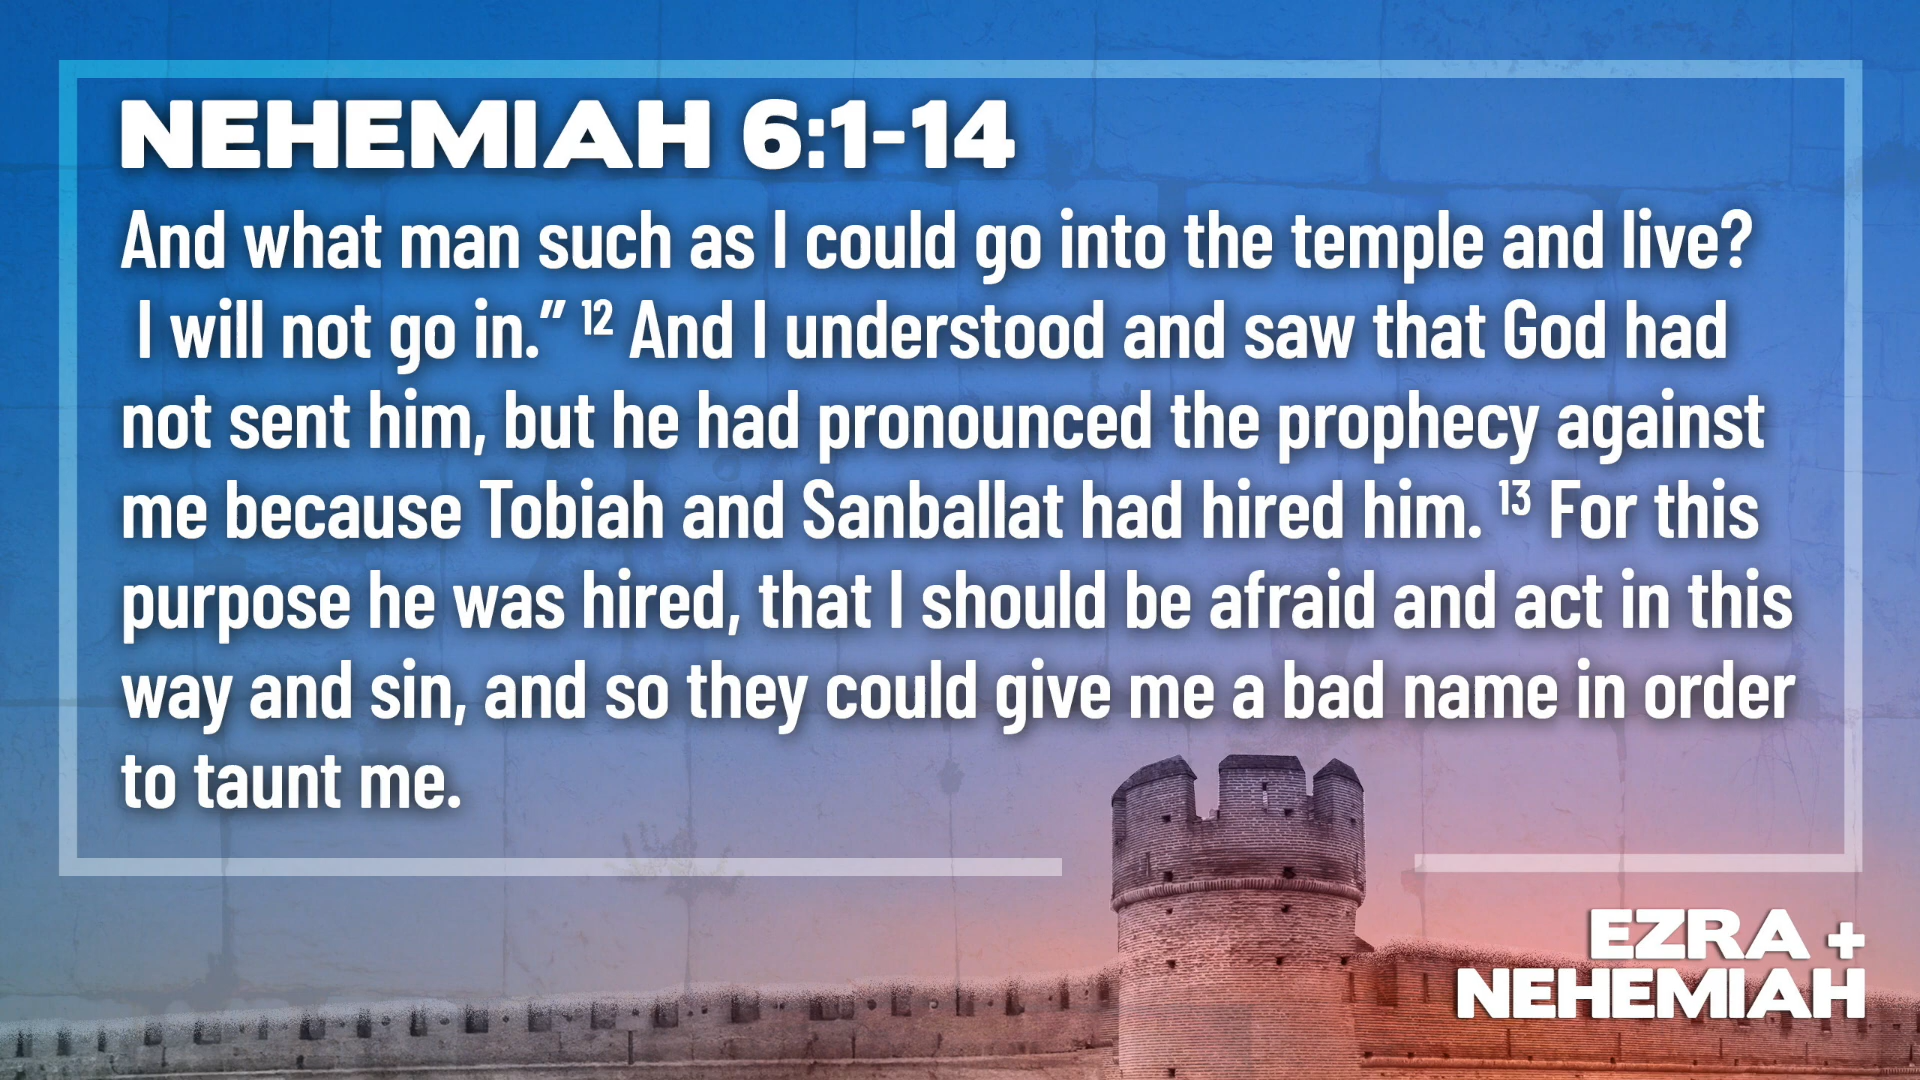 NEHEMIAH 6:1-14
And what man such as I could go into the temple and live?
I will not go in.” 12 And I understood and saw that God had
not sent him, but he had pronounced the prophecy against
me because Tobiah and Sanballat had hired him. 13 For this
purpose he was hired, that I should be afraid and act in this
way and sin, and so they could give me a bad name in order
to taunt me.
EZRA +
NEHEMIAH